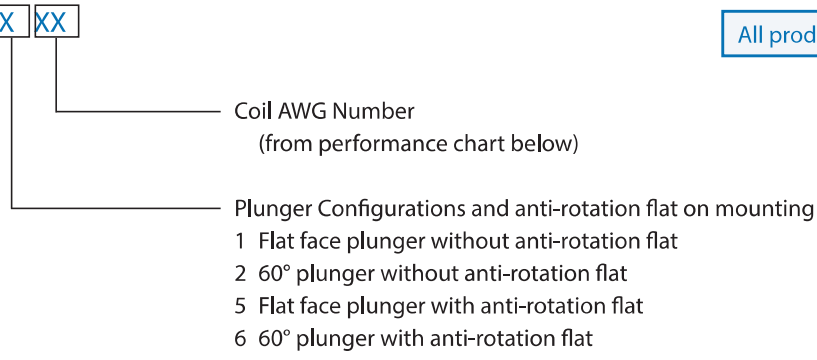 X XX
All prod
Coil AWG Number
(from performance chart below)
Plunger Configurations and anti-rotation flat on mounting
1 Flat face plunger without anti-rotation flat
2 60° plunger without anti-rotation flat
5 Flat face plunger with anti-rotation flat
6 60° plunger with anti-rotation flat